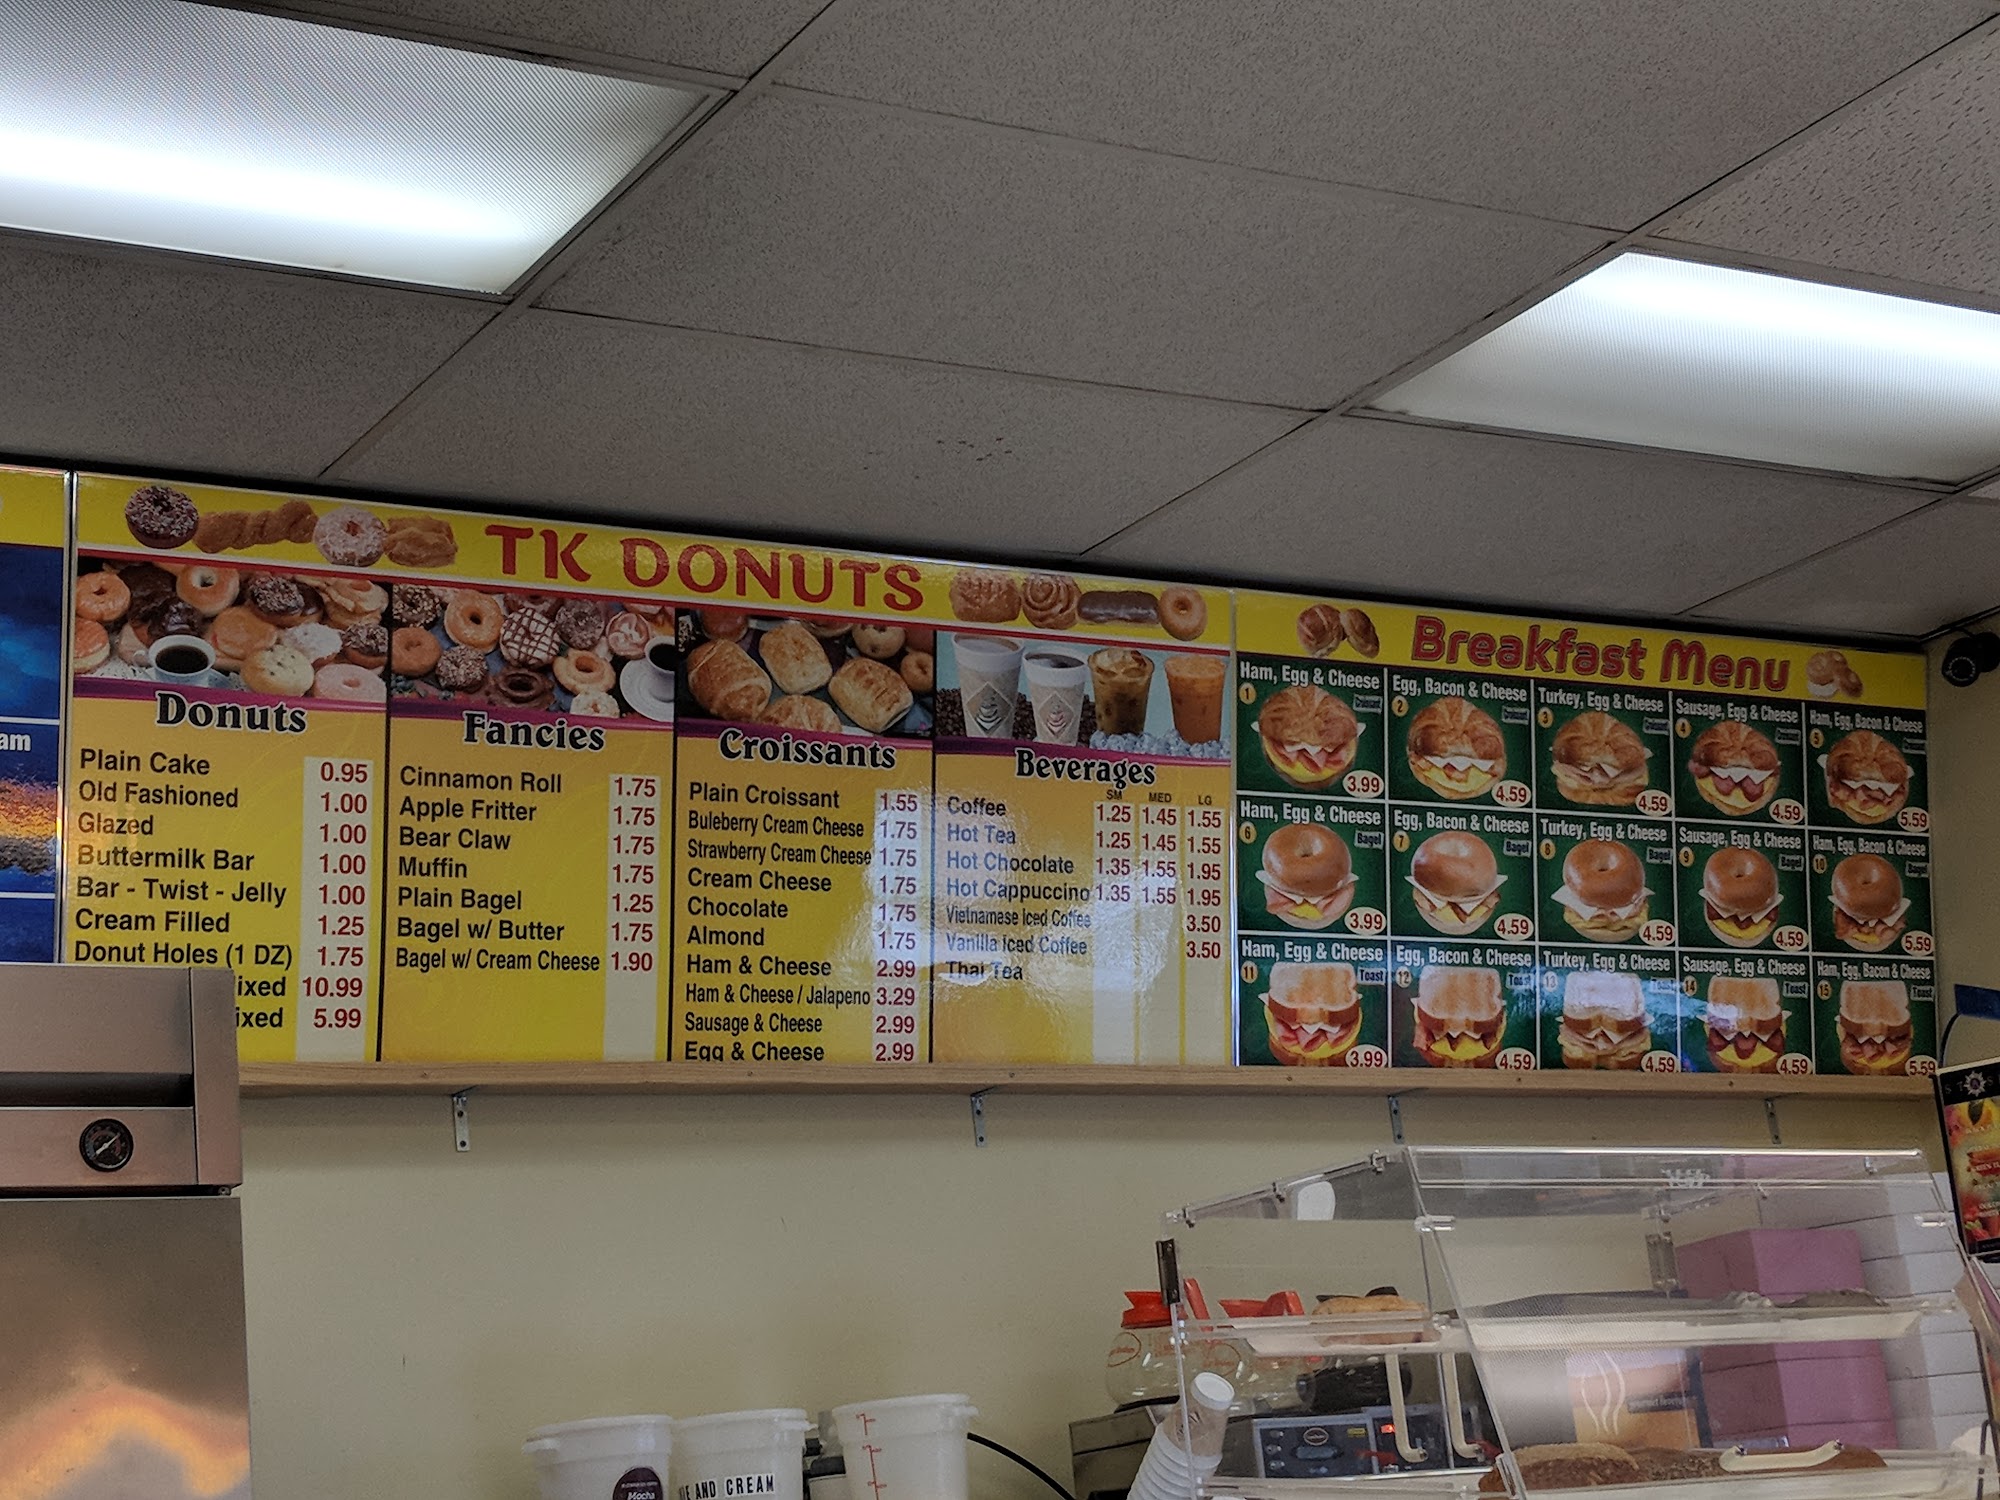 am
TK DONUTS
Donuts
Plain Cake 0.95
Old Fashioned 1.00
Glazed 1.00
Buttermilk Bar 1.00
Bar - Twist - Jelly 1.00
Cream Filled 1.25
Donut Holes (1 DZ) 1.75
ixed 10.99
ixed 5.99
Fancies
Cinnamon Roll 1.75
Apple Fritter 1.75
Bear Claw 1.75
Muffin 1.75
Plain Bagel 1.25
Bagel w/ Butter 1.75
Bagel w/ Cream Cheese 1.90
Croissants
Plain Croissant 1.55
Buleberry Cream Cheese 1.75
Strawberry Cream Cheese 1.75
Cream Cheese 1.75
Chocolate 1.75
Almond 1.75
Ham & Cheese 2.99
Ham & Cheese / Jalapeno 3.29
Sausage & Cheese 2.99
Egg & Cheese 2.99
Beverages
SM MED LG
Coffee 1.25 1.45 1.55
Hot Tea 1.25 1.45 1.55
Hot Chocolate 1.35 1.55 1.95
Hot Cappuccino 1.35 1.55 1.95
Vietnamese Iced Coffee 3.50
Vanilla Iced Coffee 3.50
Thai Tea
Breakfast Menu
Ham, Egg & Cheese
1 Croissant
3.99
Egg, Bacon & Cheese
2 Croissant
4.59
Turkey, Egg & Cheese
3 Croissant
4.59
Sausage, Egg & Cheese
4 Croissant
4.59
Ham, Egg, Bacon & Cheese
5 Croissant
5.59
Ham, Egg & Cheese
6 Bagel
3.99
Egg, Bacon & Cheese
7 Bagel
4.59
Turkey, Egg & Cheese
8 Bagel
4.59
Sausage, Egg & Cheese
9 Bagel
4.59
Ham, Egg, Bacon & Cheese
10 Bagel
5.59
Ham, Egg & Cheese
11 Toast
3.99
Egg, Bacon & Cheese
12 Toast
4.59
Turkey, Egg & Cheese
13 Toast
4.59
Sausage, Egg & Cheese
14 Toast
4.59
Ham, Egg, Bacon & Cheese
15 Toast
5.59
Mocha
AND CREAM